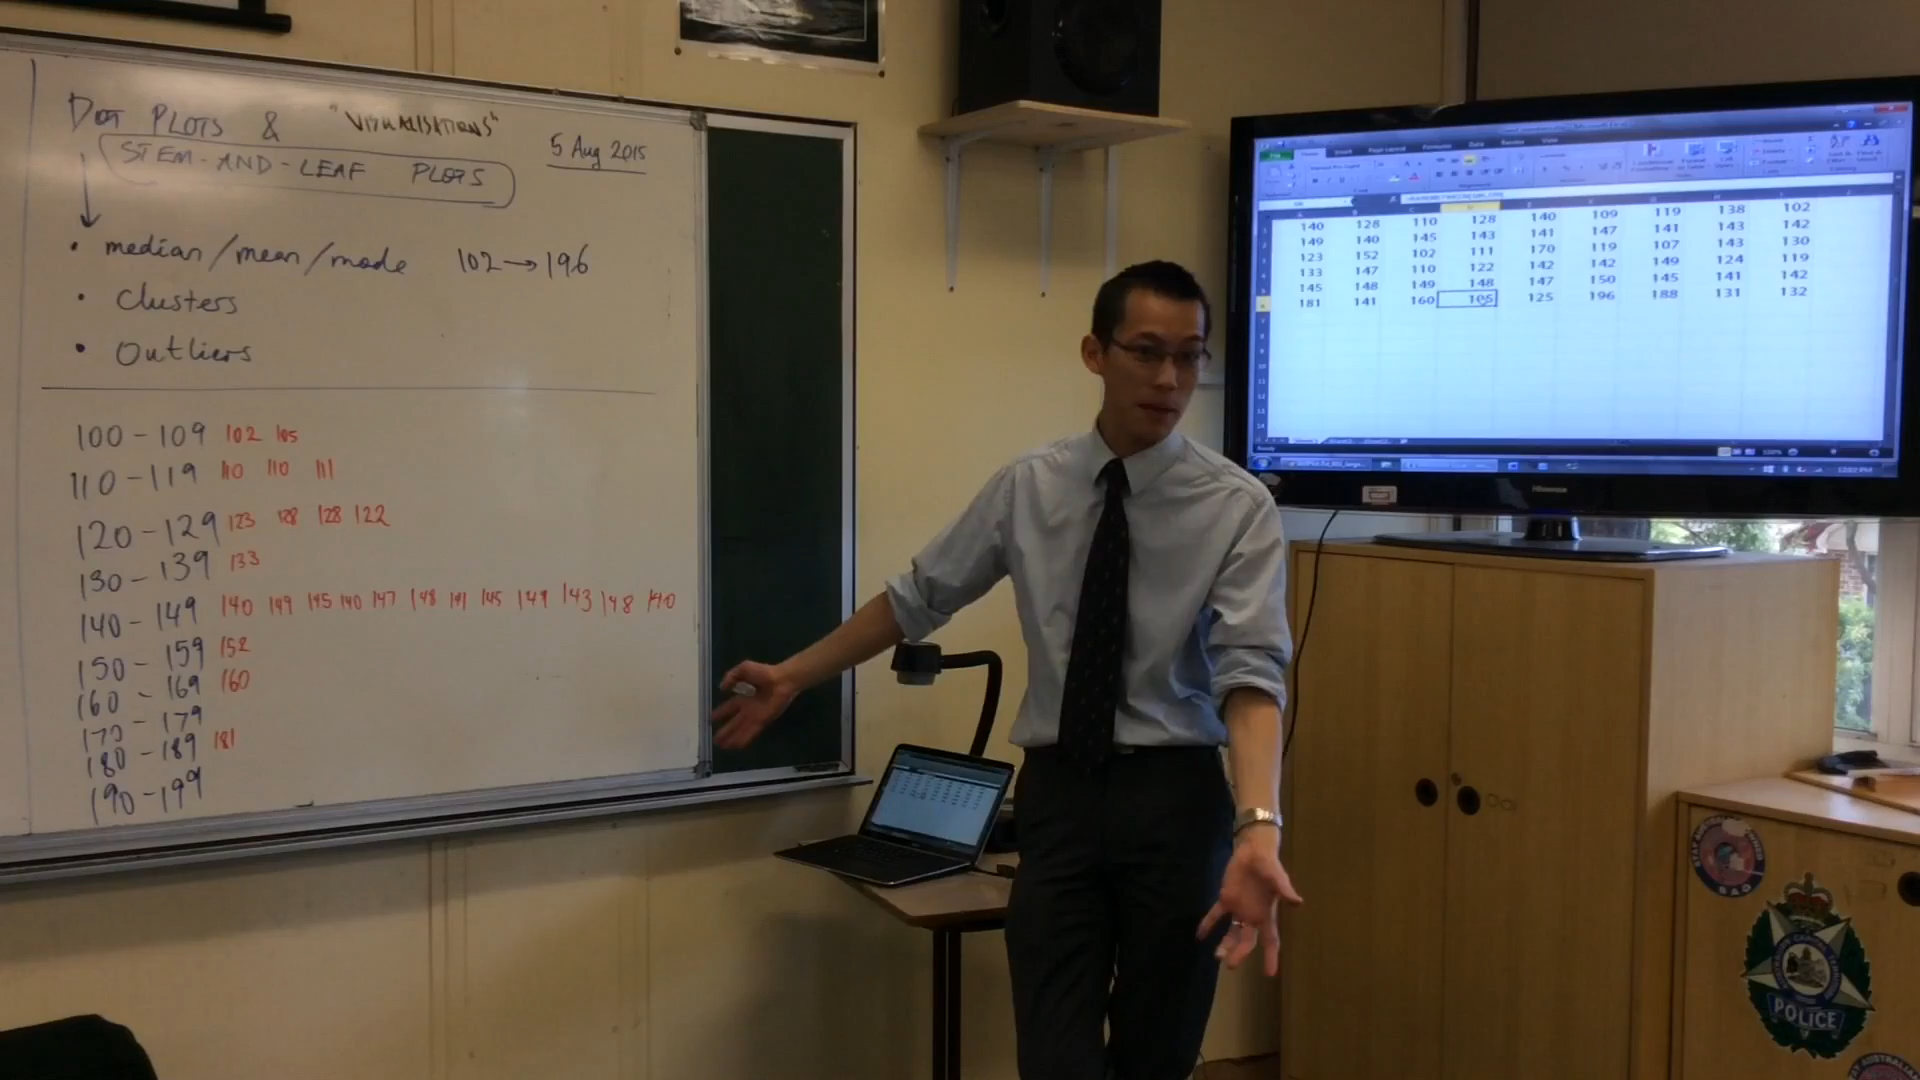 DOT PLOTS & "VISUALISATIONS"
STEM-AND-LEAF PLOTS
5 Aug 2015
• median/mean/mode 102→196
• Clusters
• Outliers
100 - 109 102 105
110 - 119 110 110 111
120 - 129 123 128 128 122
130 - 139 133
140 - 149 140 149 145 140 147 148 141 145 149 143 148 140
150 - 159 152
160 - 169 160
170 - 179
180 - 189 181
190 - 199
140 128 110 128 140 109 119 138 102
149 140 145 143 141 147 141 143 142
123 152 102 111 170 119 107 143 130
133 147 110 122 142 142 149 124 119
145 148 149 148 147 150 145 141 142
181 141 160 105 125 196 188 131 132
Hisense
POLICE